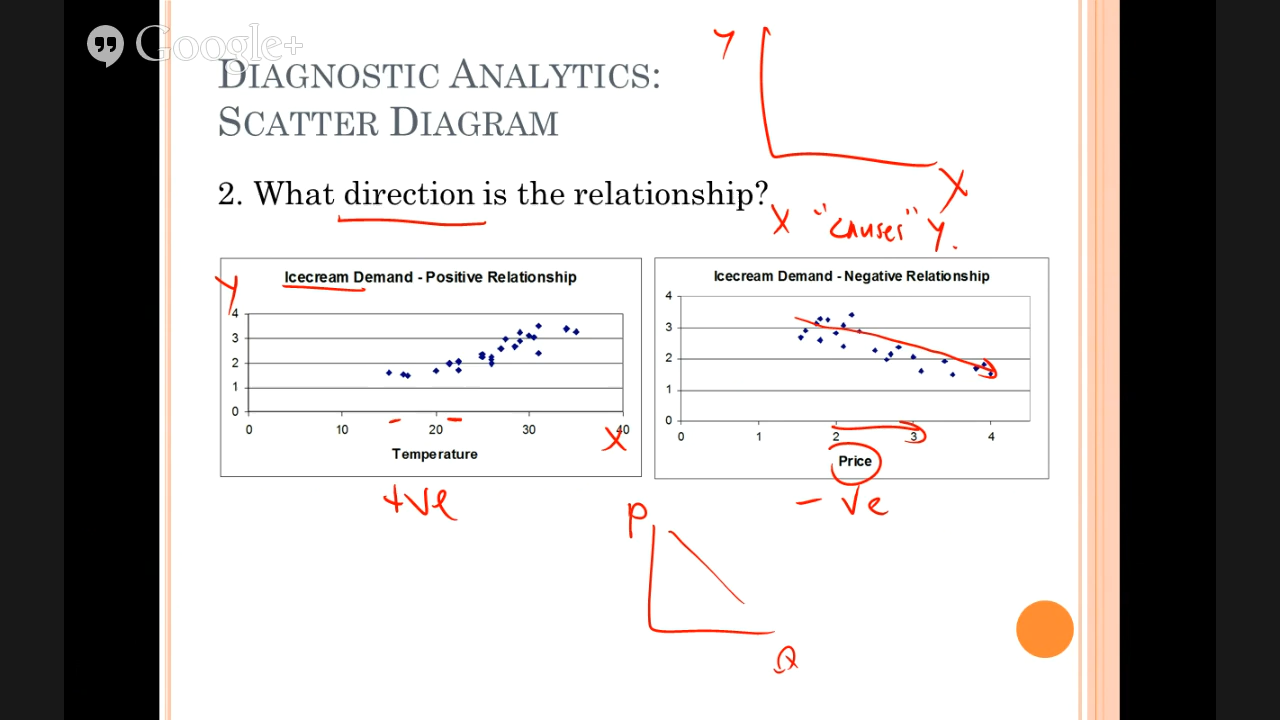 Google+
DIAGNOSTIC ANALYTICS:
SCATTER DIAGRAM
Y
X
2. What direction is the relationship?
X "causes" Y.
Icecream Demand - Positive Relationship
Y
4
3
2
1
0
0 10 20 30 40
X
Temperature
+ve
Icecream Demand - Negative Relationship
4
3
2
1
0
0 1 2 3 4
Price
- ve
P
Q